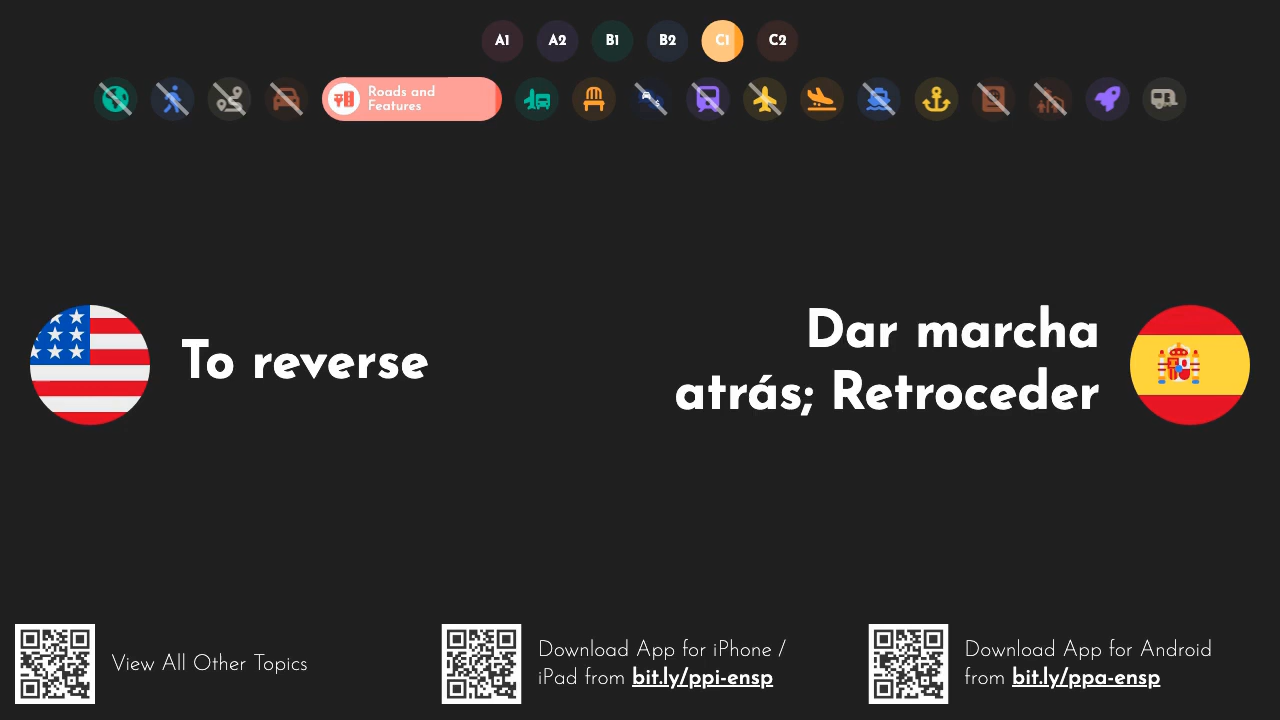 A1 A2 B1 B2 C1 C2
Roads and
Features
To reverse
Dar marcha
atrás; Retroceder
View All Other Topics
Download App for iPhone /
iPad from bit.ly/ppi-ensp
Download App for Android
from bit.ly/ppa-ensp